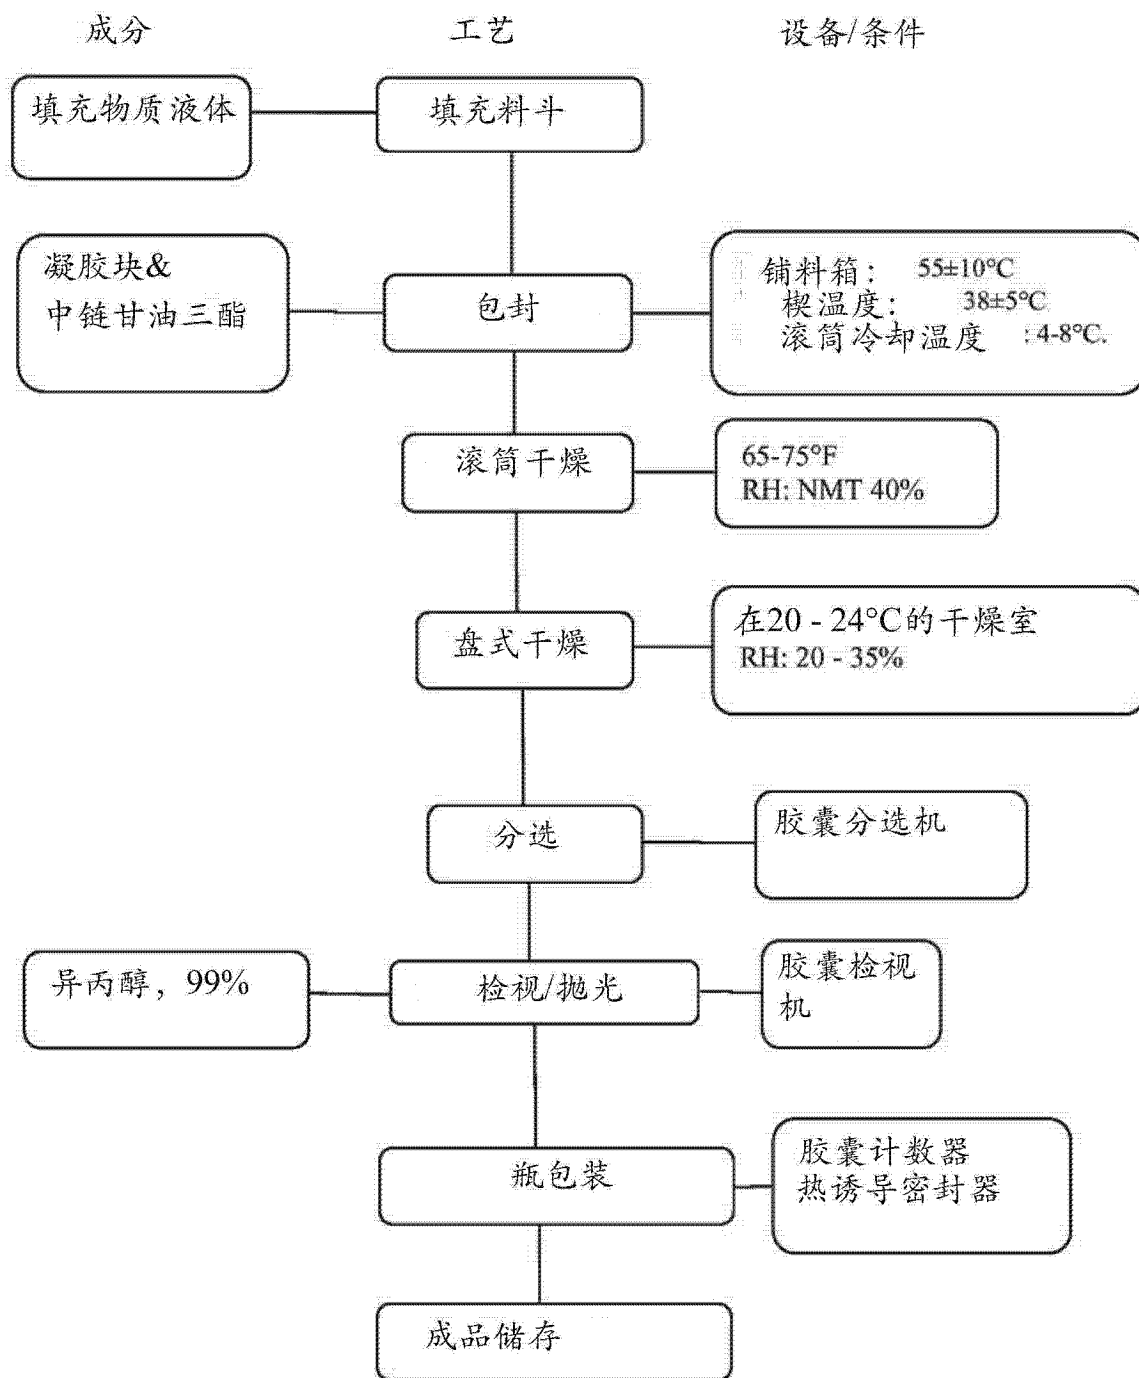 成分
工艺
设备/条件
填充物质液体
填充料斗
凝胶块&
中链甘油三酯
包封
铺料箱： 55±10°C
楔温度： 38±5°C
滚筒冷却温度 : 4-8°C.
滚筒干燥
65-75°F
RH: NMT 40%
盘式干燥
在20 - 24°C的干燥室
RH: 20 - 35%
分选
胶囊分选机
异丙醇，99%
检视/抛光
胶囊检视
机
瓶包装
胶囊计数器
热诱导密封器
成品储存